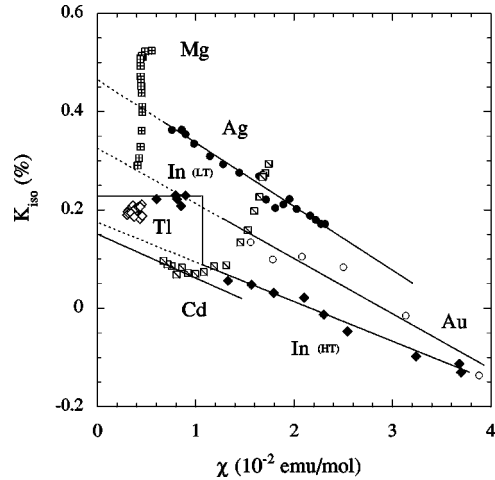 0.6
Mg
0.4
Ag
In (LT)
K_iso (%)
0.2
Tl
0
Cd
Au
In (HT)
-0.2
0 1 2 3 4
χ (10⁻² emu/mol)